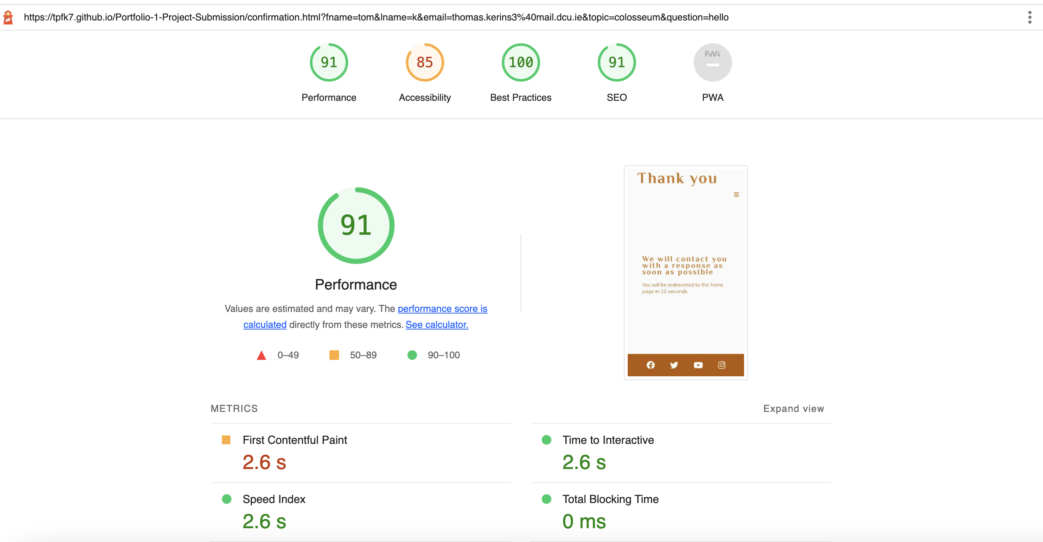 https://tpfk7.github.io/Portfolio-1-Project-Submission/confirmation.html?fname=tom&lname=k&email=thomas.kerins3%40mail.dcu.ie&topic=colosseum&question=hello
91
85
100
91
PWA
Performance
Accessibility
Best Practices
SEO
PWA
91
Performance
Values are estimated and may vary. The performance score is
calculated directly from these metrics. See calculator.
0–49
50–89
90–100
Thank you
We will contact you
with a response as
soon as possible
You will be redirected to the home
page in 10 seconds.
METRICS
Expand view
First Contentful Paint
2.6 s
Time to Interactive
2.6 s
Speed Index
2.6 s
Total Blocking Time
0 ms